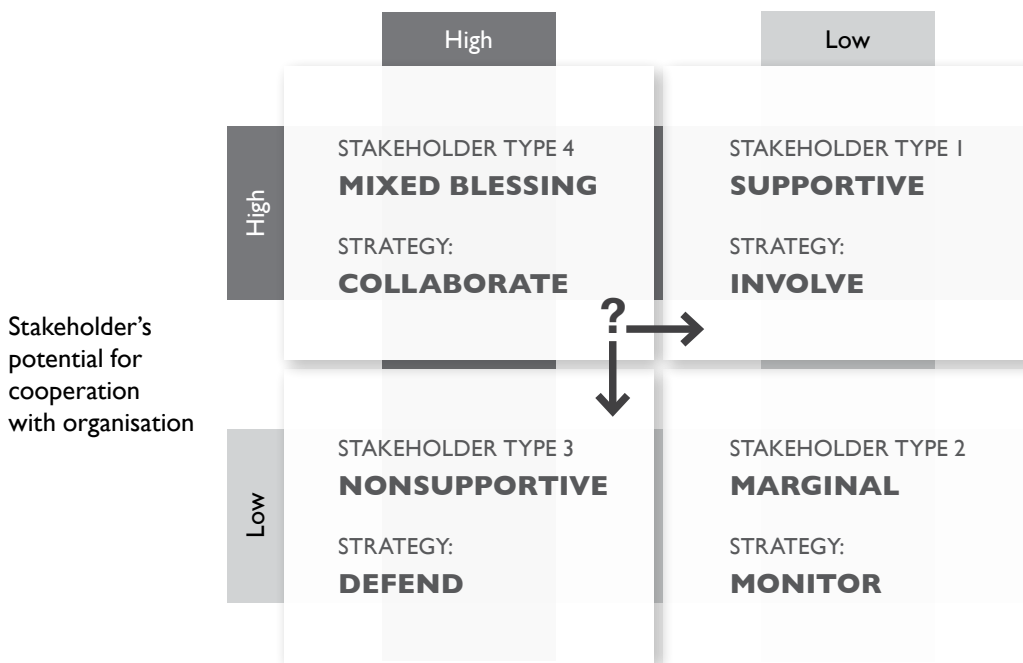 High
Low
High
STAKEHOLDER TYPE 4
MIXED BLESSING
STRATEGY:
COLLABORATE
STAKEHOLDER TYPE 1
SUPPORTIVE
STRATEGY:
INVOLVE
?
Stakeholder's
potential for
cooperation
with organisation
Low
STAKEHOLDER TYPE 3
NONSUPPORTIVE
STRATEGY:
DEFEND
STAKEHOLDER TYPE 2
MARGINAL
STRATEGY:
MONITOR